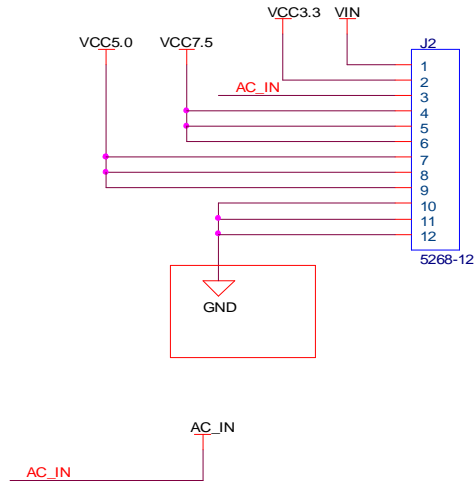 VCC3.3 VIN
VCC5.0 VCC7.5 J2
1
2
AC_IN 3
4
5
6
7
8
9
10
11
12
5268-12
GND
AC_IN
AC_IN